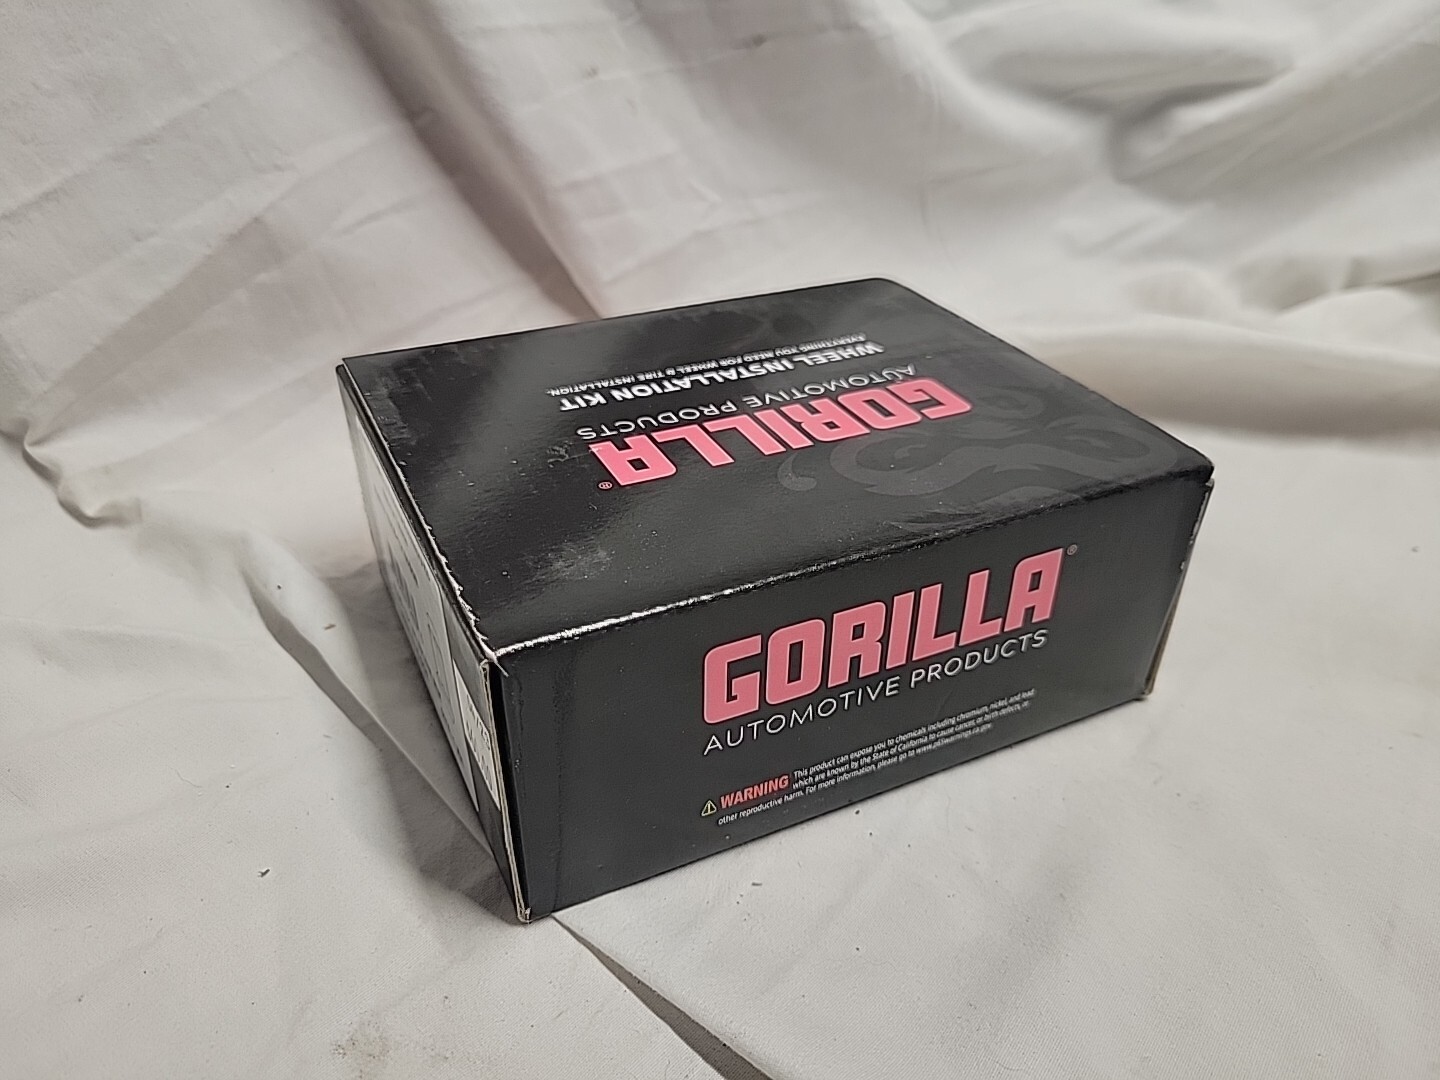 GORILLA®
AUTOMOTIVE PRODUCTS
WHEEL INSTALLATION KIT
EVERYTHING YOU NEED FOR WHEEL & TIRE INSTALLATION.
GORILLA®
AUTOMOTIVE PRODUCTS
⚠ WARNING This product can expose you to chemicals including chromium, nickel, and lead
which are known by the State of California to cause cancer, or birth defects, or
other reproductive harm. For more information, please go to www.p65warnings.ca.gov